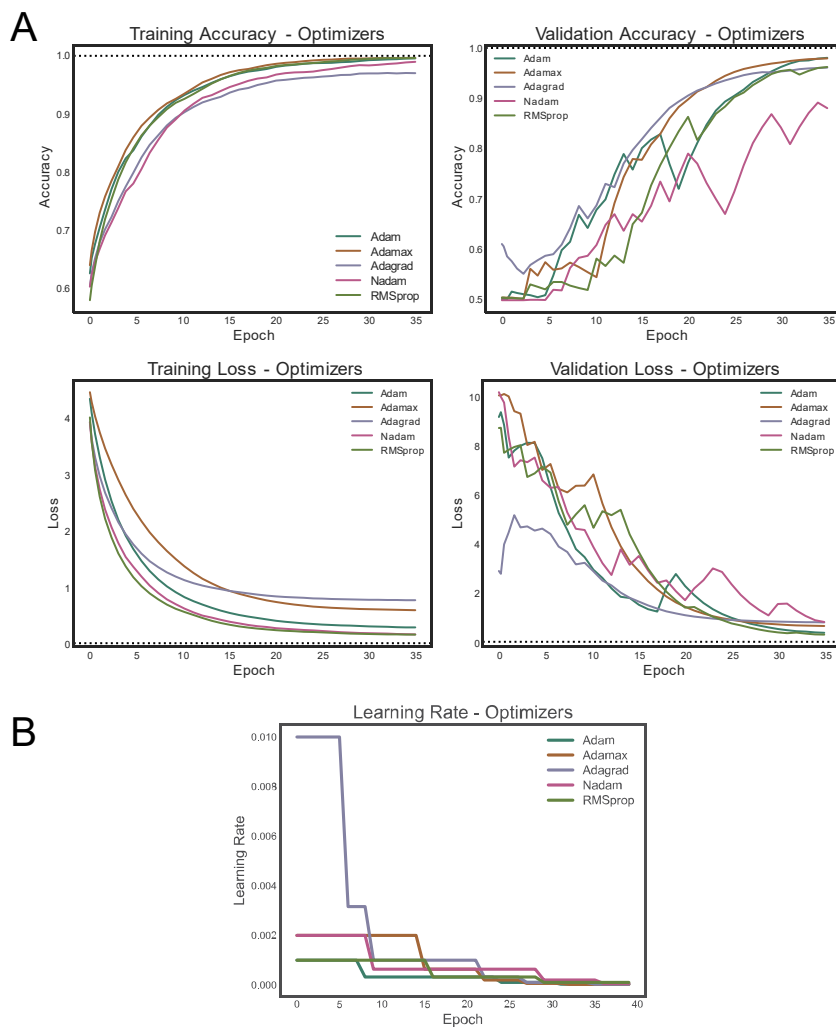 A
Training Accuracy - Optimizers
1.0
0.9
0.8
0.7
0.6
Accuracy
Adam
Adamax
Adagrad
Nadam
RMSprop
0 5 10 15 20 25 30 35
Epoch
Validation Accuracy - Optimizers
1.0
0.9
0.8
0.7
0.6
0.5
Accuracy
Adam
Adamax
Adagrad
Nadam
RMSprop
0 5 10 15 20 25 30 35
Epoch
Training Loss - Optimizers
4
3
2
1
0
Loss
Adam
Adamax
Adagrad
Nadam
RMSprop
0 5 10 15 20 25 30 35
Epoch
Validation Loss - Optimizers
10
8
6
4
2
0
Loss
Adam
Adamax
Adagrad
Nadam
RMSprop
0 5 10 15 20 25 30 35
Epoch
B
Learning Rate - Optimizers
0.010
0.008
0.006
0.004
0.002
0.000
Learning Rate
Adam
Adamax
Adagrad
Nadam
RMSprop
0 5 10 15 20 25 30 35 40
Epoch